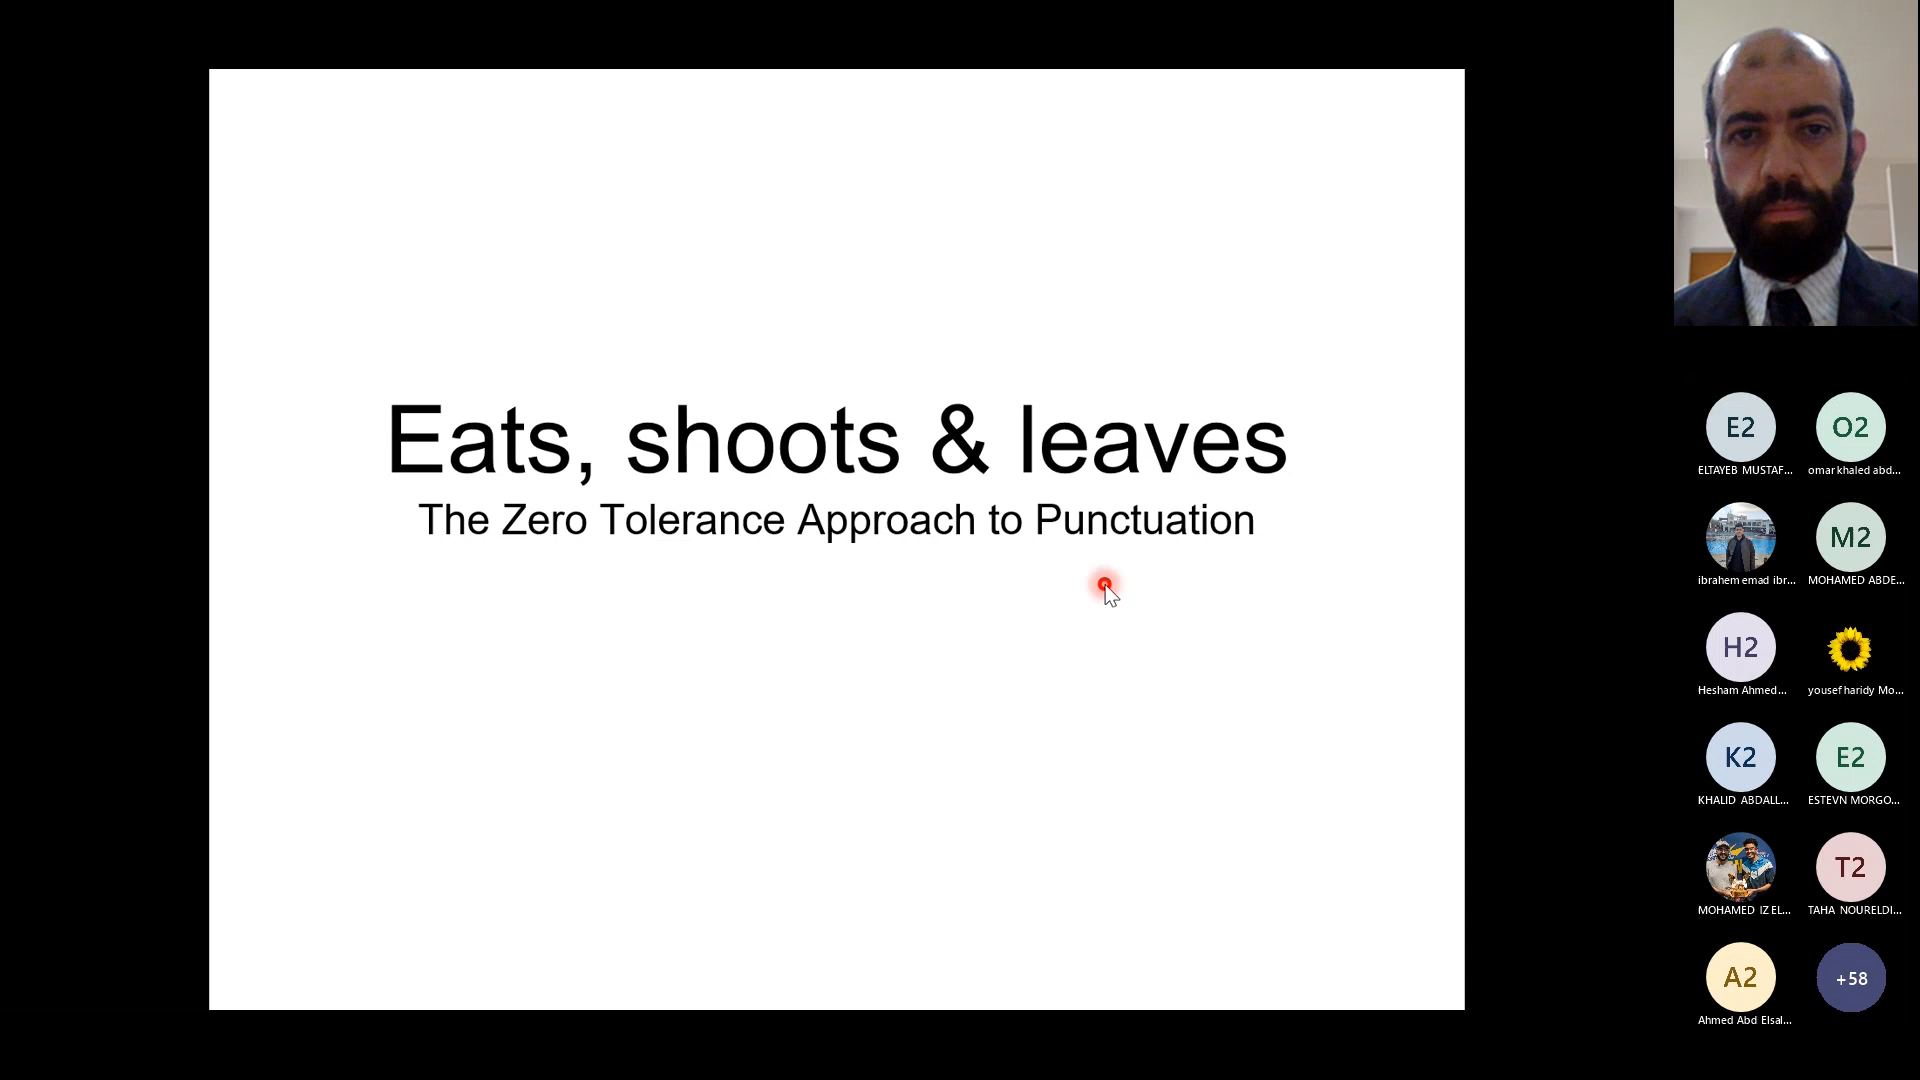 Eats, shoots & leaves
The Zero Tolerance Approach to Punctuation
E2
O2
ELTAYEB MUSTAF...
omar khaled abd...
M2
ibrahem emad ibr...
MOHAMED ABDE...
H2
Hesham Ahmed...
yousef haridy Mo...
K2
E2
KHALID ABDALL...
ESTEVN MORGO...
T2
MOHAMED IZ EL...
TAHA NOURELDI...
A2
+58
Ahmed Abd Elsal...